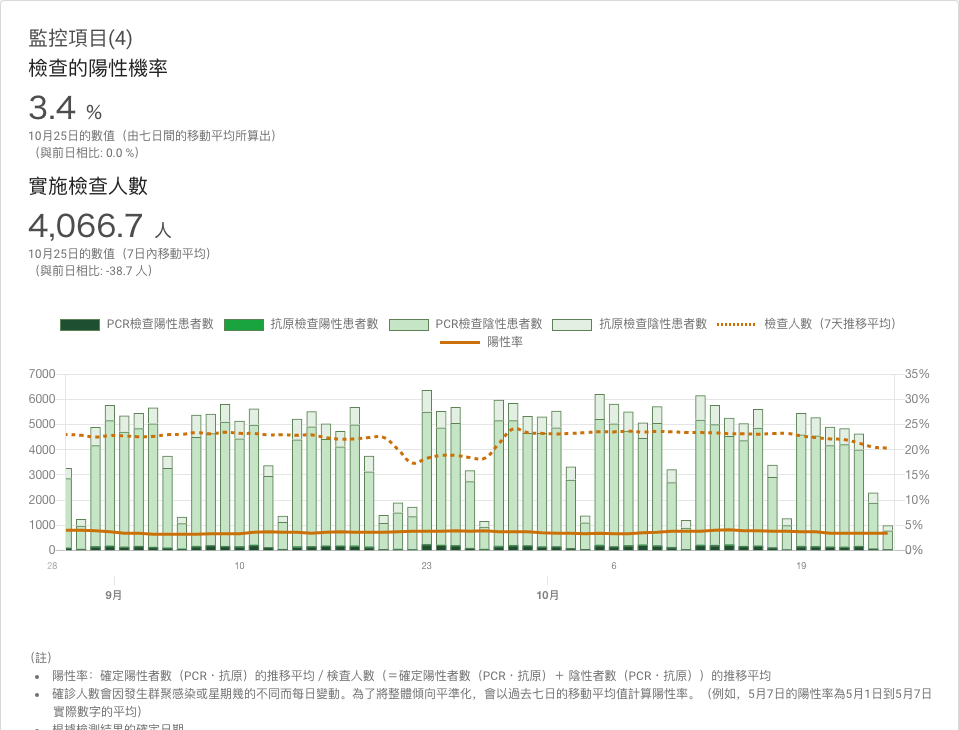 監控項目(4)
檢查的陽性機率
3.4 %
10月25日的數值（由七日間的移動平均所算出）
（與前日相比: 0.0 %）
實施檢查人數
4,066.7 人
10月25日的數值（7日內移動平均）
（與前日相比: -38.7 人）
PCR檢查陽性患者數 抗原檢查陽性患者數 PCR檢查陰性患者數 抗原檢查陰性患者數 檢查人數（7天推移平均）
陽性率
7000 35%
6000 30%
5000 25%
4000 20%
3000 15%
2000 10%
1000 5%
0 0%
28 10 23 6 19
9月 10月
（註）
陽性率：確定陽性者數（PCR・抗原）的推移平均 / 検査人數（＝確定陽性者數（PCR・抗原）＋ 陰性者數（PCR・抗原））的推移平均
確診人數會因發生群聚感染或星期幾的不同而每日變動。為了將整體傾向平準化，會以過去七日的移動平均值計算陽性率。（例如，5月7日的陽性率為5月1日到5月7日
實際數字的平均）
根據檢測結果的確定日期